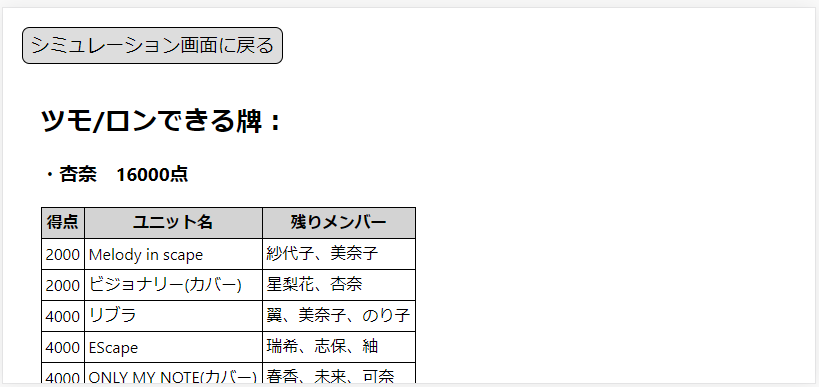 シミュレーション画面に戻る
ツモ/ロンできる牌：
・杏奈　16000点
得点 ユニット名 残りメンバー
2000 Melody in scape 紗代子、美奈子
2000 ビジョナリー(カバー) 星梨花、杏奈
4000 リブラ 翼、美奈子、のり子
4000 EScape 瑞希、志保、紬
4000 ONLY MY NOTE(カバー) 春香、未来、可奈